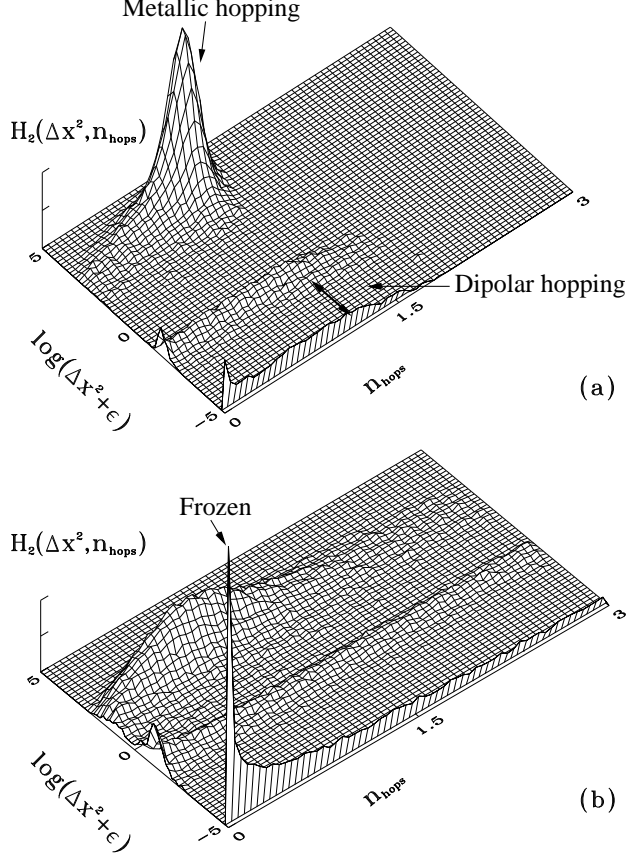 Metallic hopping
H₂(Δx²,n_hops)
5
0
-5
log(Δx²+ϵ)
0
1.5
3
n_hops
Dipolar hopping
(a)
Frozen
H₂(Δx²,n_hops)
5
0
-5
log(Δx²+ϵ)
0
1.5
3
n_hops
(b)